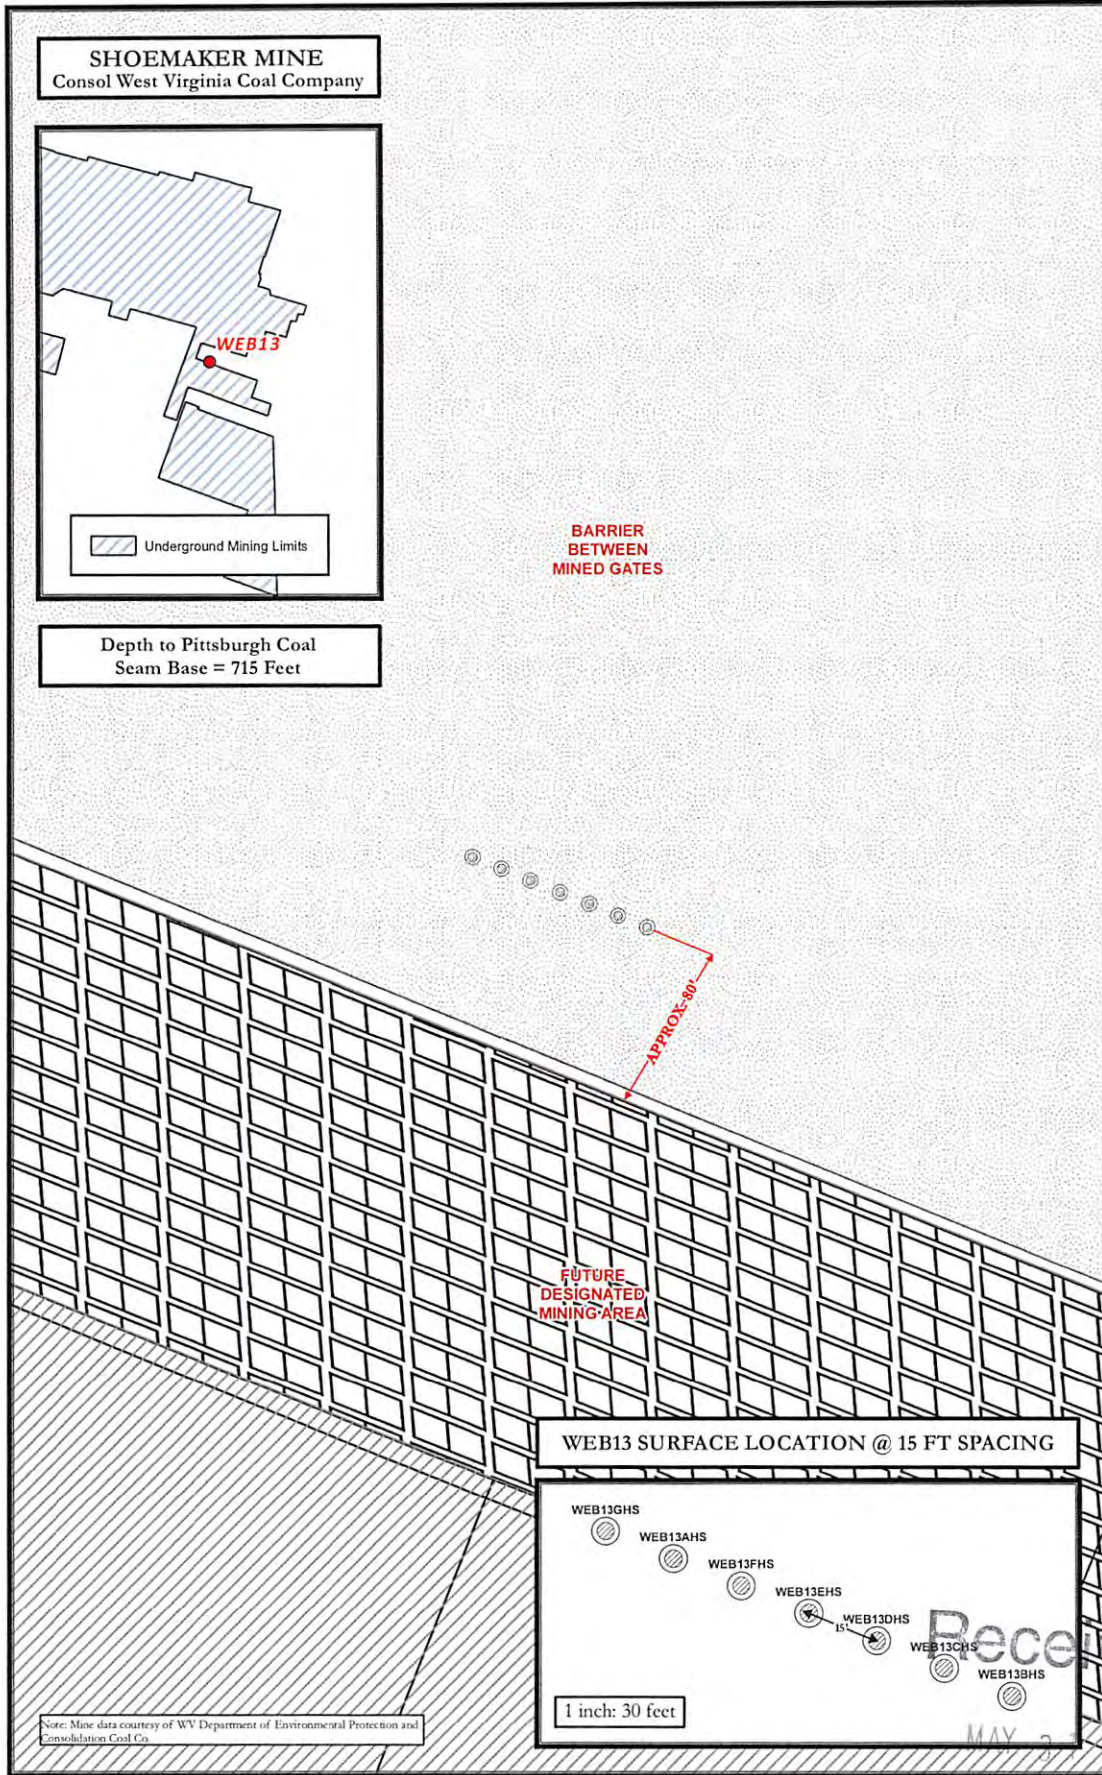 SHOEMAKER MINE
Consol West Virginia Coal Company
WEB13
Underground Mining Limits
Depth to Pittsburgh Coal
Seam Base = 715 Feet
BARRIER
BETWEEN
MINED GATES
APPROX. 80'
FUTURE
DESIGNATED
MINING AREA
WEB13 SURFACE LOCATION @ 15 FT SPACING
WEB13GHS
WEB13AHS
WEB13FHS
WEB13EHS
15'
WEB13DHS
WEB13CHS
WEB13BHS
Recei
1 inch: 30 feet
Note: Mine data courtesy of WV Department of Environmental Protection and
Consolidation Coal Co.
MAY